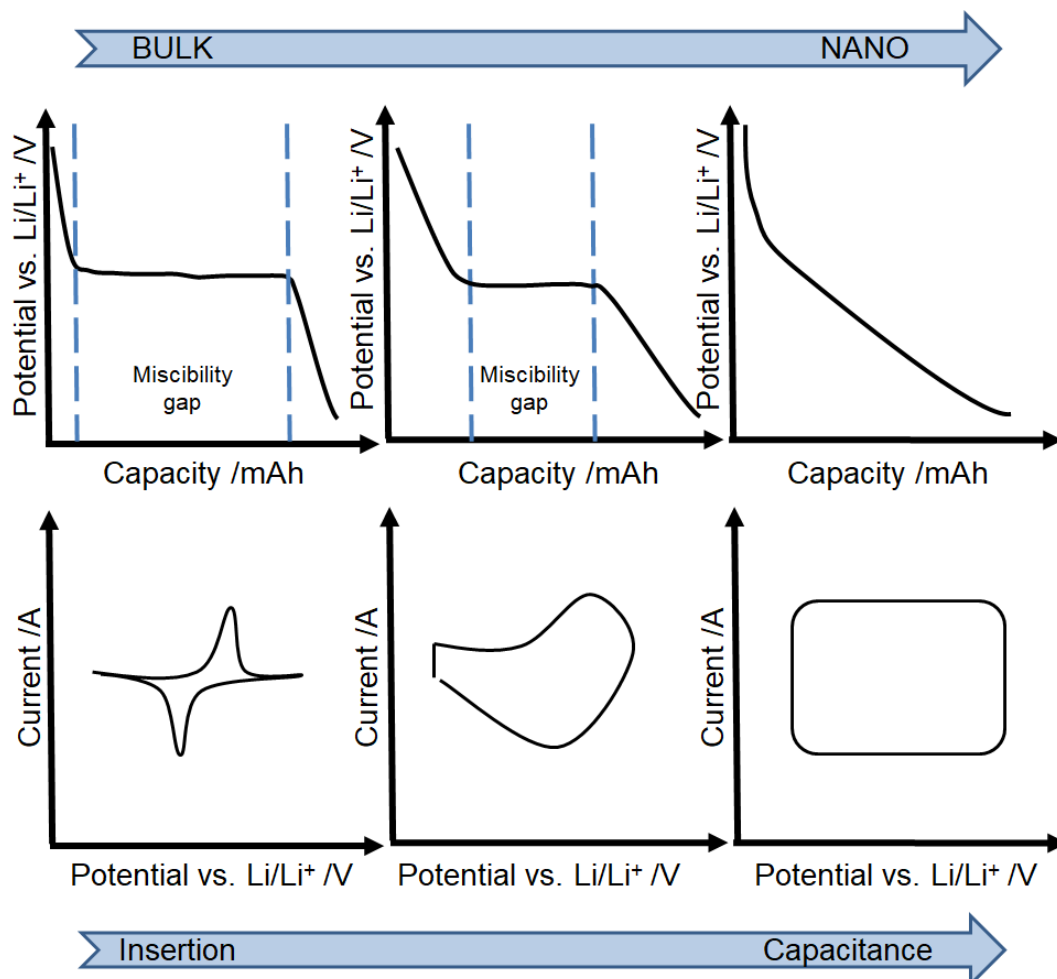 BULK NANO
Potential vs. Li/Li⁺ /V
Miscibility
gap
Capacity /mAh
Potential vs. Li/Li⁺ /V
Miscibility
gap
Capacity /mAh
Potential vs. Li/Li⁺ /V
Capacity /mAh
Current /A
Potential vs. Li/Li⁺ /V
Current /A
Potential vs. Li/Li⁺ /V
Current /A
Potential vs. Li/Li⁺ /V
Insertion Capacitance